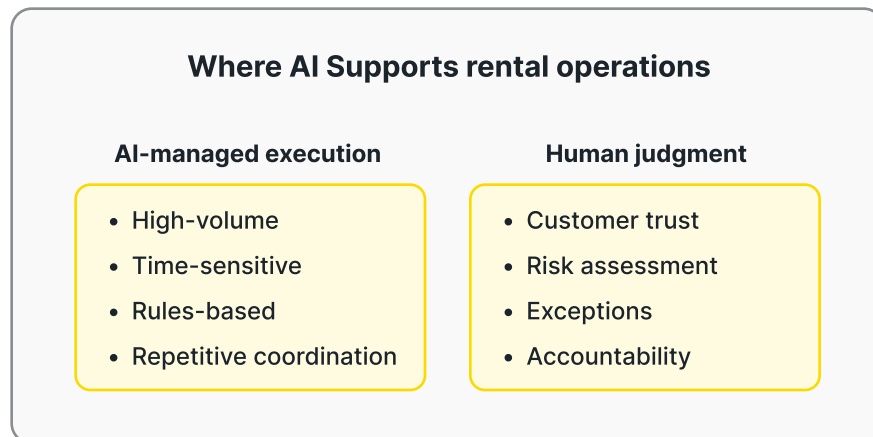 Where AI Supports rental operations
AI-managed execution
• High-volume
• Time-sensitive
• Rules-based
• Repetitive coordination
Human judgment
• Customer trust
• Risk assessment
• Exceptions
• Accountability